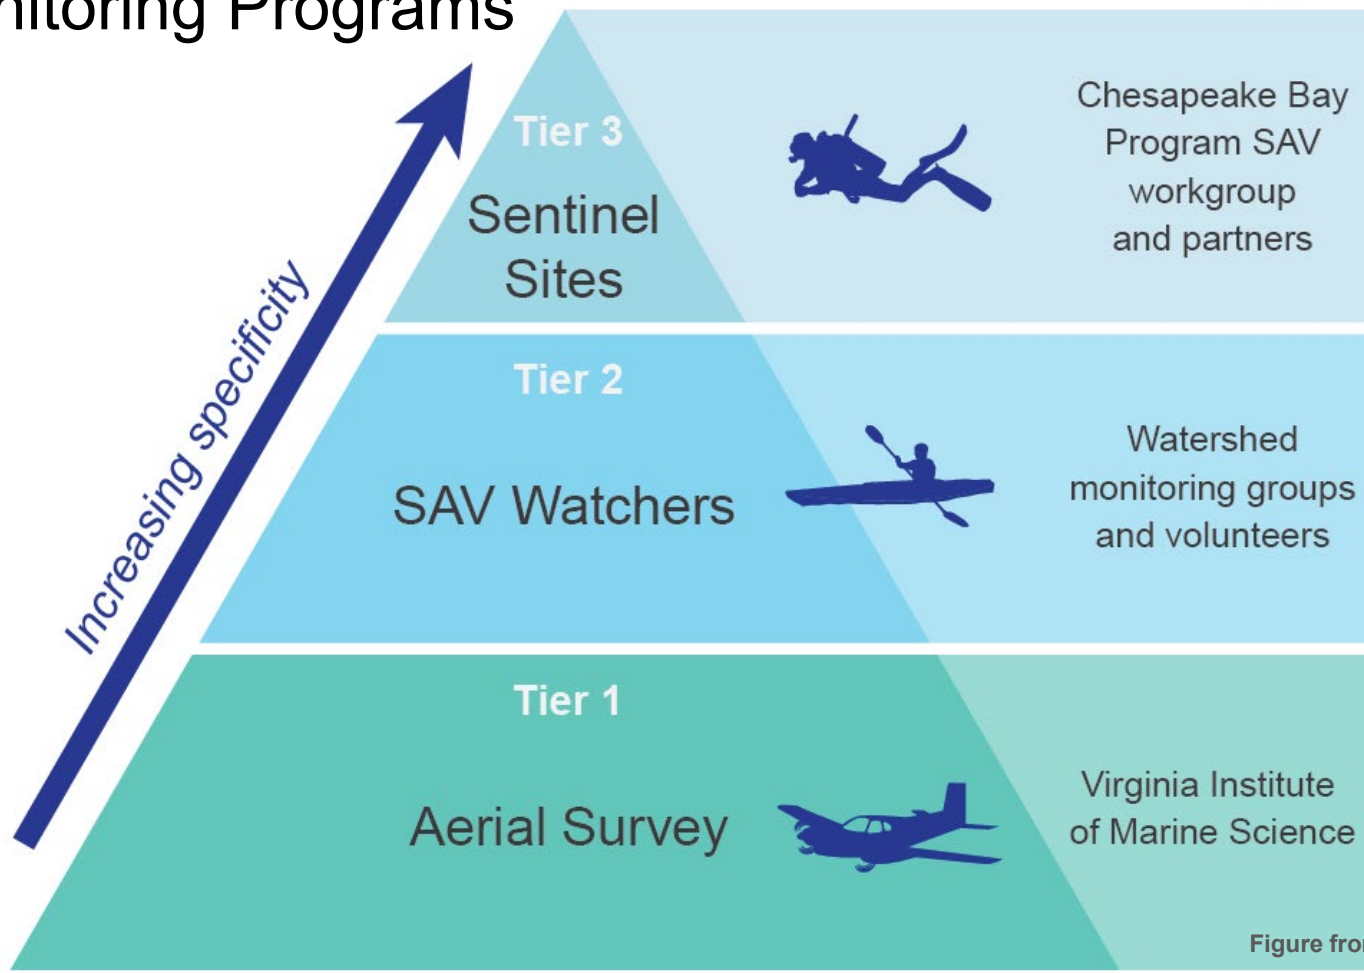 nitoring Programs
Tier 3
Sentinel
Sites
Chesapeake Bay
Program SAV
workgroup
and partners
Increasing specificity
Tier 2
SAV Watchers
Watershed
monitoring groups
and volunteers
Tier 1
Aerial Survey
Virginia Institute
of Marine Science
Figure from